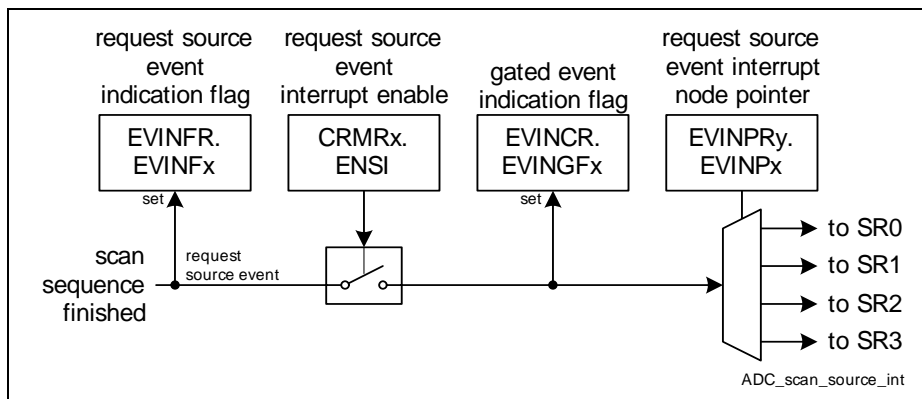 request source
event
indication flag
request source
event
interrupt enable
gated event
indication flag
request source
event interrupt
node pointer
EVINFR.
EVINFx
CRMRx.
ENSI
EVINCR.
EVINGFx
EVINPRy.
EVINPx
set
set
scan
sequence
finished
request
source event
to SR0
to SR1
to SR2
to SR3
ADC_scan_source_int